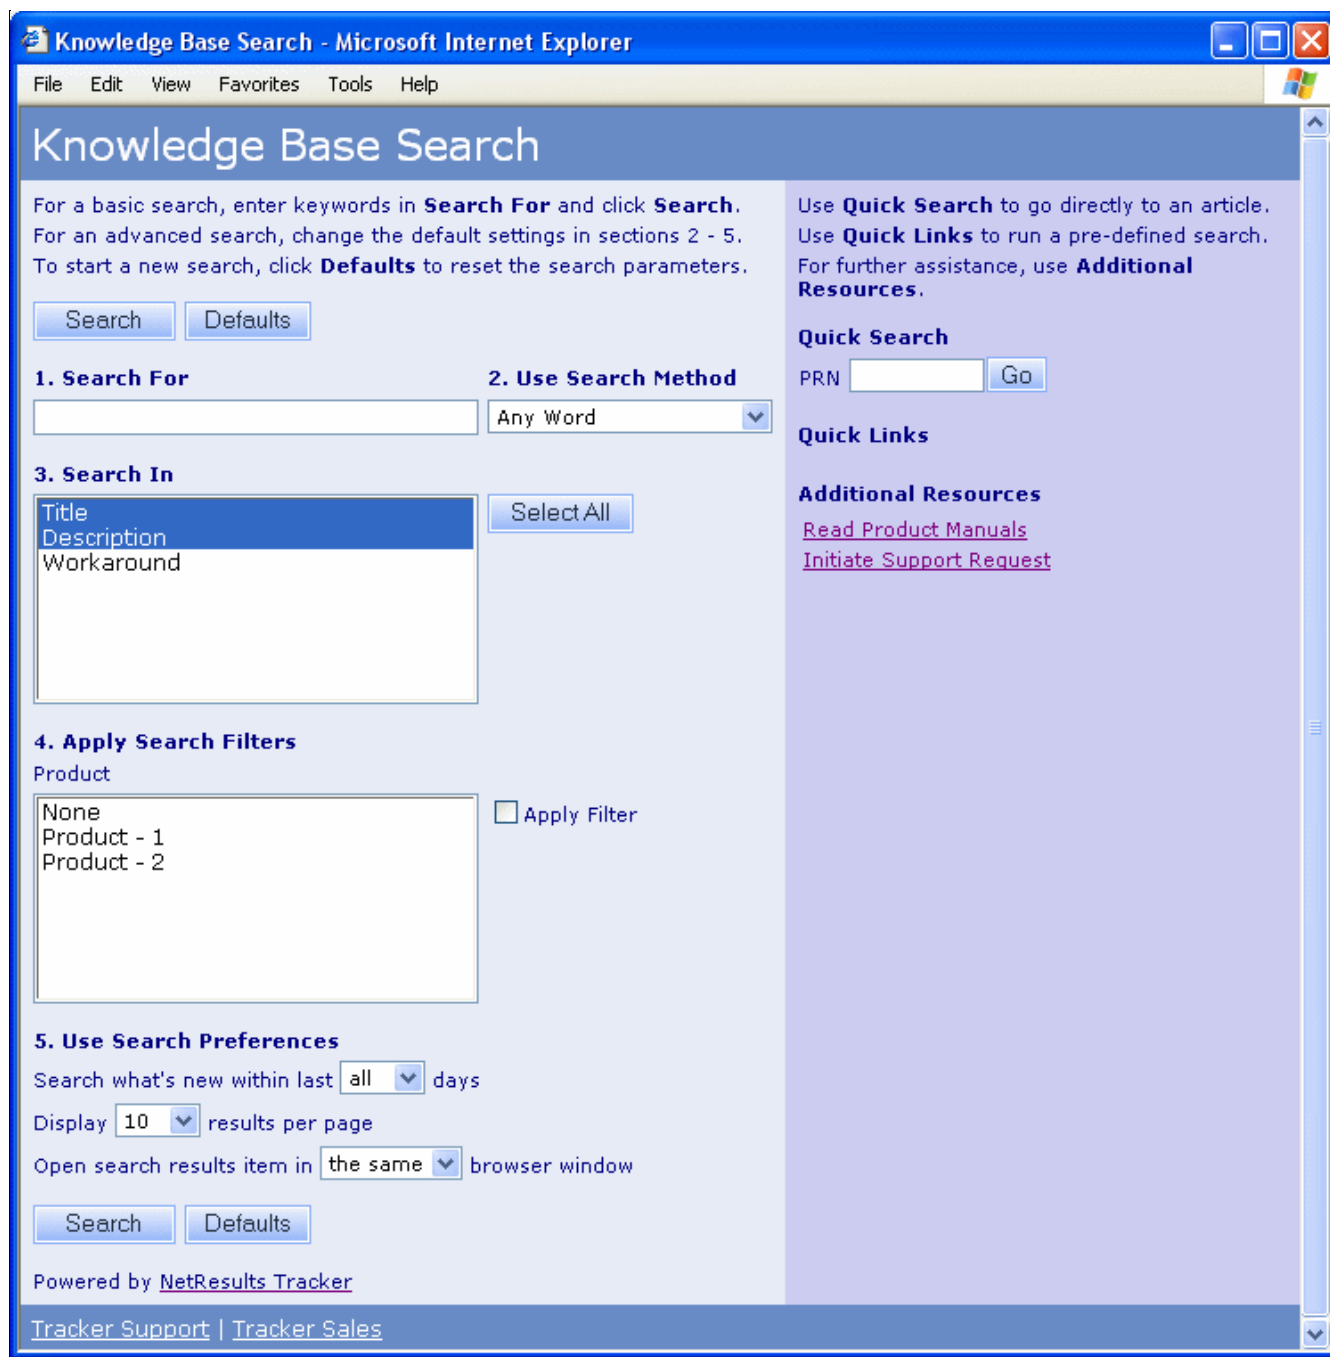 Knowledge Base Search - Microsoft Internet Explorer
File Edit View Favorites Tools Help
Knowledge Base Search
For a basic search, enter keywords in Search For and click Search.
For an advanced search, change the default settings in sections 2 - 5.
To start a new search, click Defaults to reset the search parameters.
Search Defaults
1. Search For 2. Use Search Method
Any Word
3. Search In
Title
Select All
Description
Workaround
4. Apply Search Filters
Product
None
Apply Filter
Product - 1
Product - 2
5. Use Search Preferences
Search what's new within last all days
Display 10 results per page
Open search results item in the same browser window
Search Defaults
Powered by NetResults Tracker
Use Quick Search to go directly to an article.
Use Quick Links to run a pre-defined search.
For further assistance, use Additional
Resources.
Quick Search
PRN Go
Quick Links
Additional Resources
Read Product Manuals
Initiate Support Request
Tracker Support | Tracker Sales